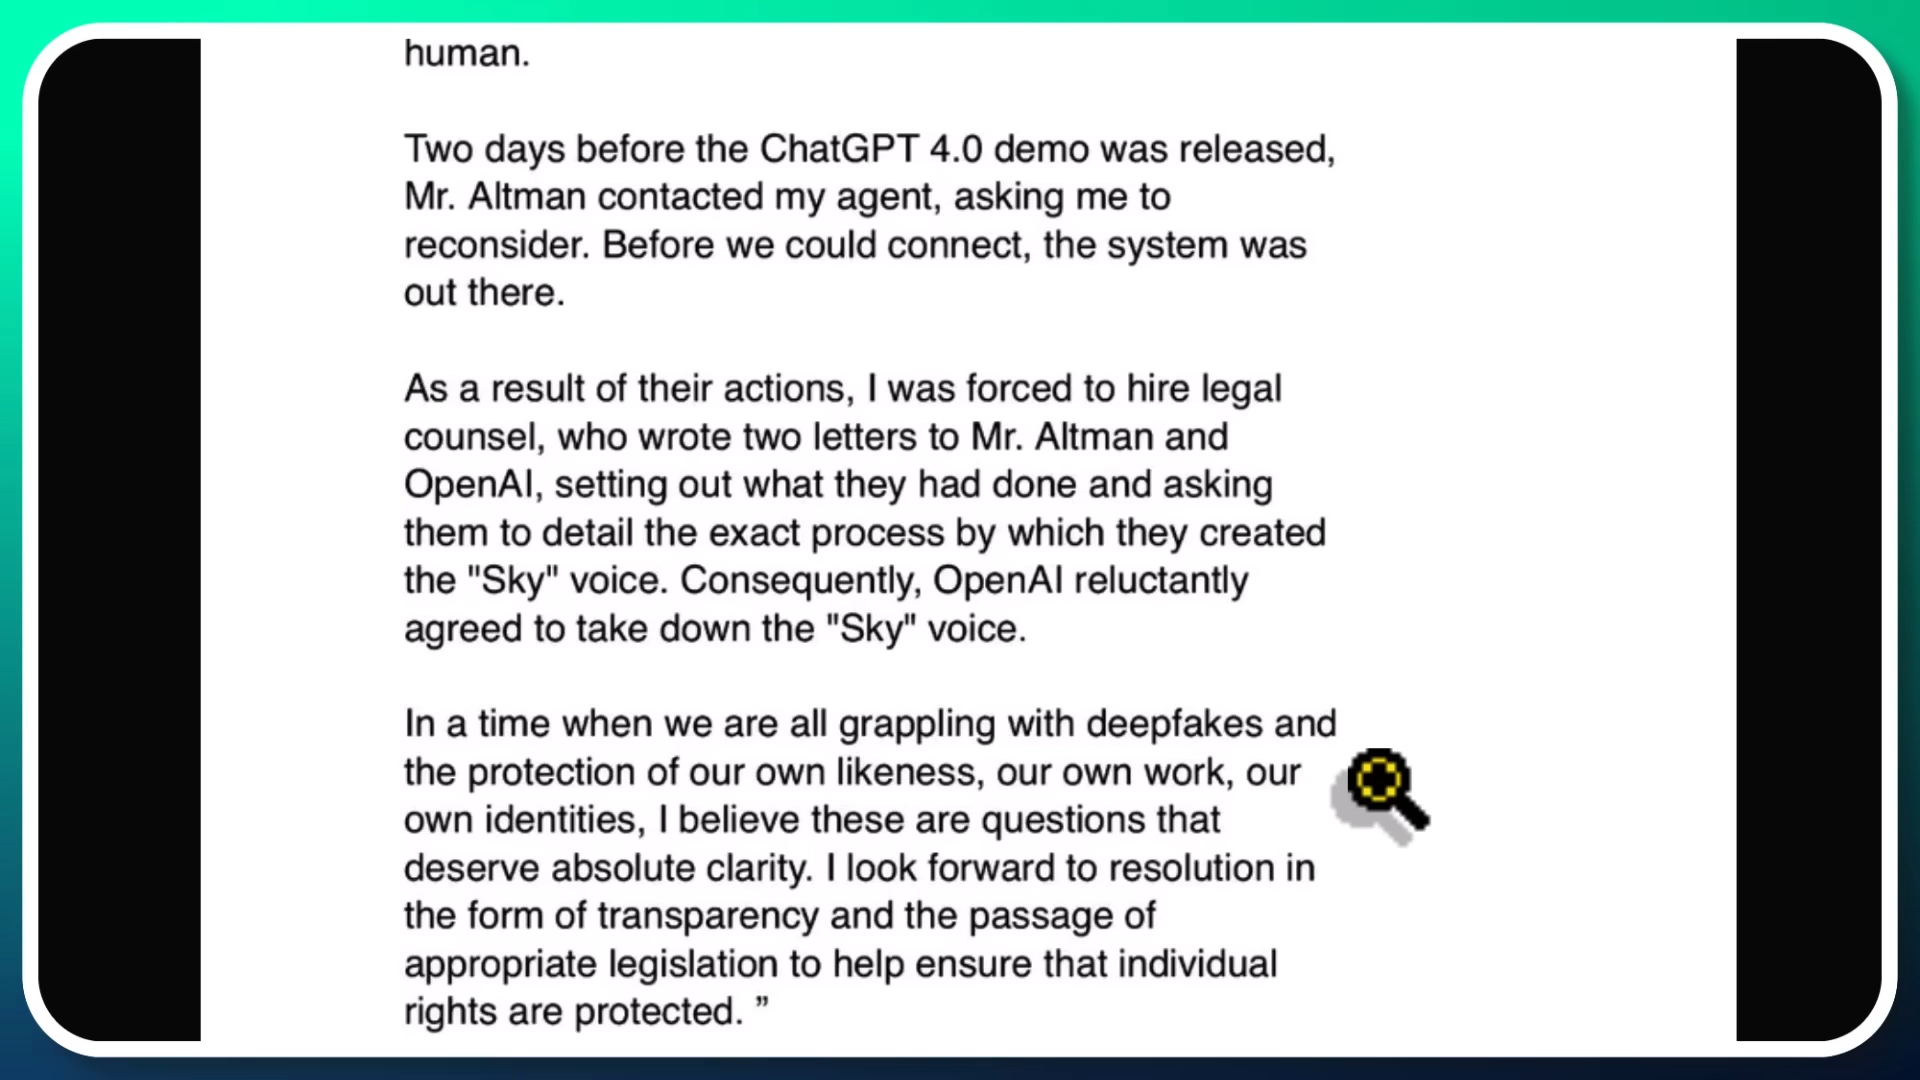 human.
Two days before the ChatGPT 4.0 demo was released,
Mr. Altman contacted my agent, asking me to
reconsider. Before we could connect, the system was
out there.
As a result of their actions, I was forced to hire legal
counsel, who wrote two letters to Mr. Altman and
OpenAI, setting out what they had done and asking
them to detail the exact process by which they created
the "Sky" voice. Consequently, OpenAI reluctantly
agreed to take down the "Sky" voice.
In a time when we are all grappling with deepfakes and
the protection of our own likeness, our own work, our
own identities, I believe these are questions that
deserve absolute clarity. I look forward to resolution in
the form of transparency and the passage of
appropriate legislation to help ensure that individual
rights are protected. ”